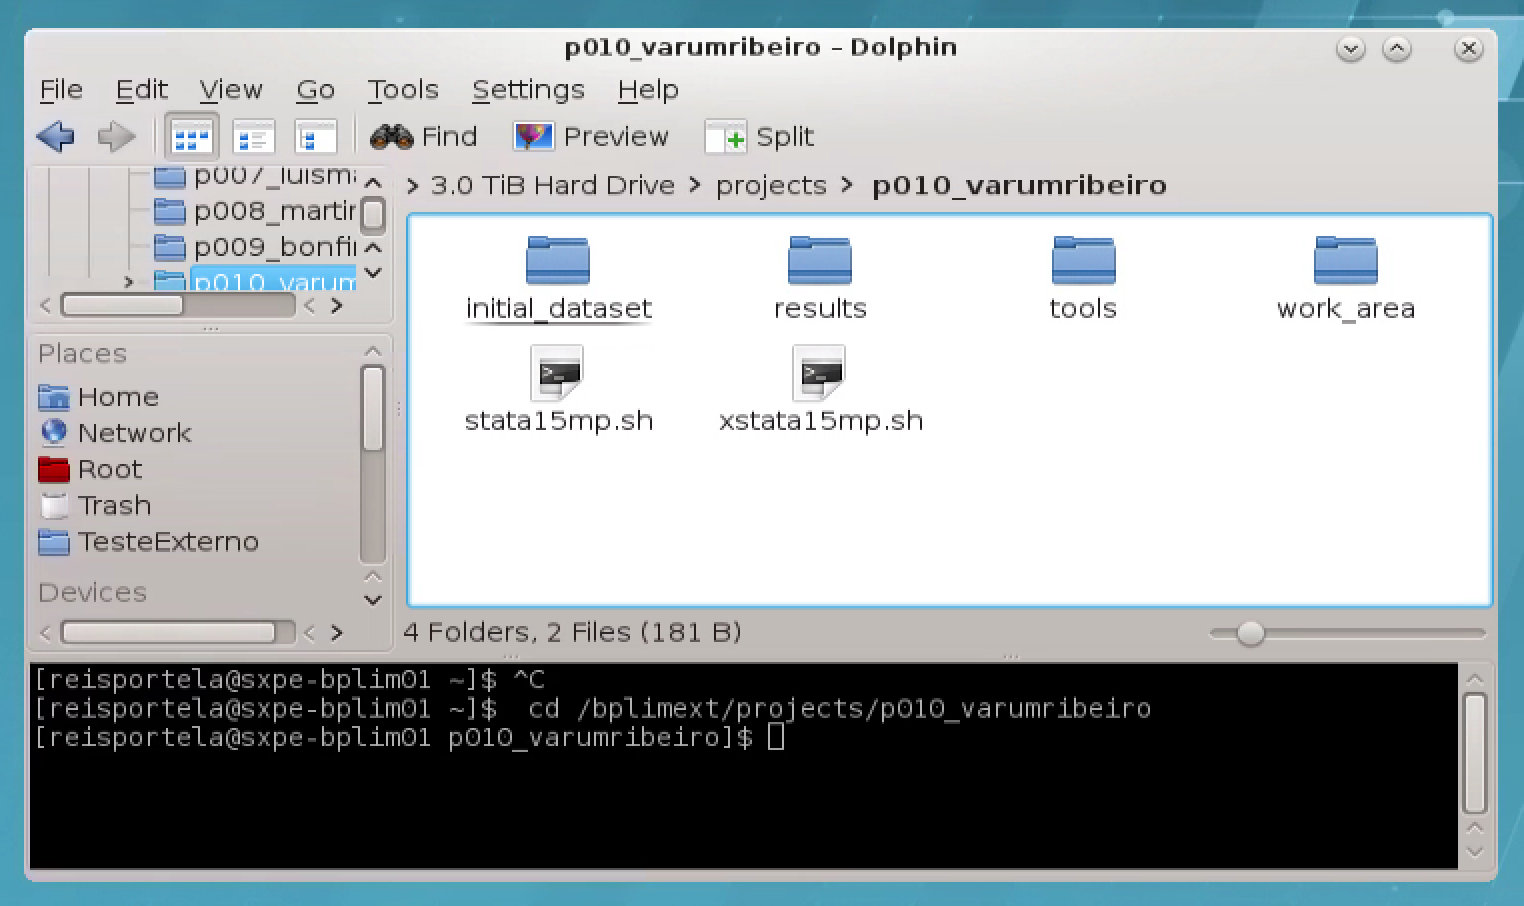 p010_varumribeiro – Dolphin
File Edit View Go Tools Settings Help
Find Preview Split
p007_luisma
p008_martir
p009_bonfir
p010_varum
> 3.0 TiB Hard Drive > projects > p010_varumribeiro
initial_dataset results tools work_area
stata15mp.sh xstata15mp.sh
Places
Home
Network
Root
Trash
TesteExterno
Devices
4 Folders, 2 Files (181 B)
[reisportela@sxpe-bplim01 ~]$ ^C
[reisportela@sxpe-bplim01 ~]$  cd /bplimext/projects/p010_varumribeiro
[reisportela@sxpe-bplim01 p010_varumribeiro]$